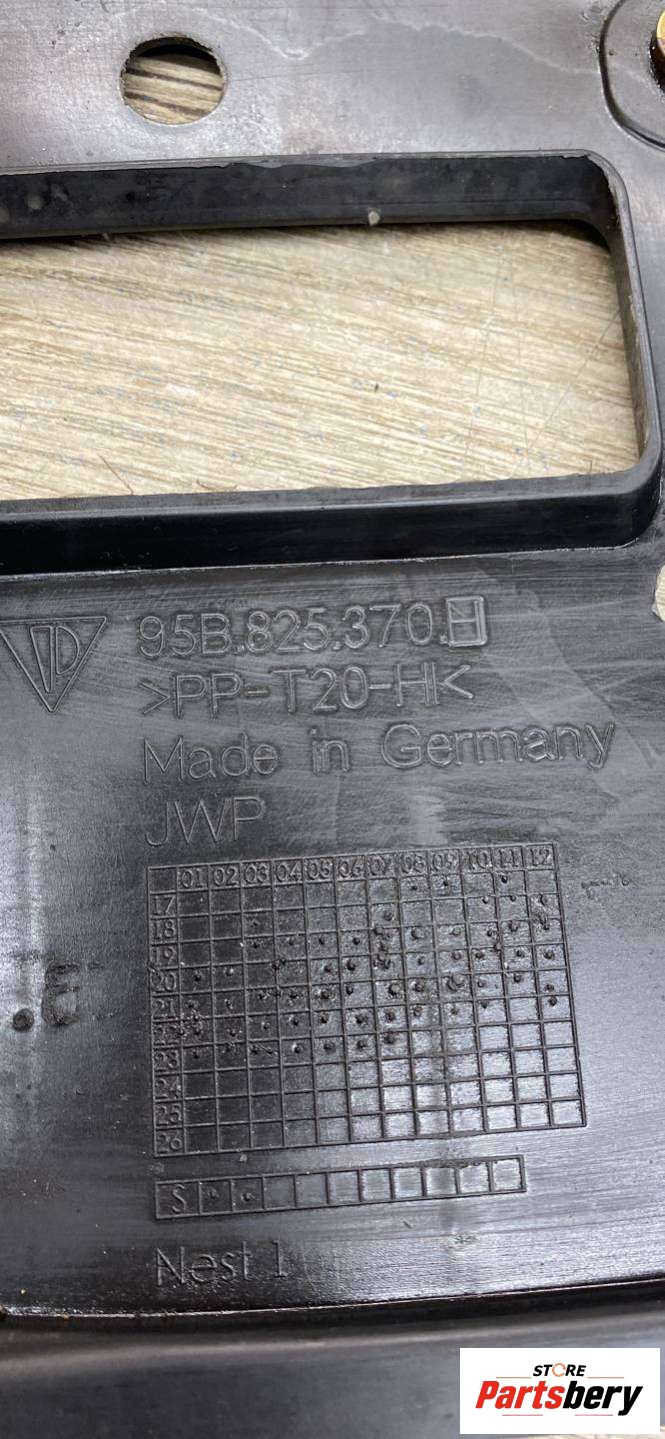 95B.825.370.H
>PP-T20-HK
Made in Germany
JWP
01 02 03 04 05 06 07 08 09 10 11 12
17
18
19
20
21
22
23
24
25
26
S
Nest 1
STORE
Partsbery